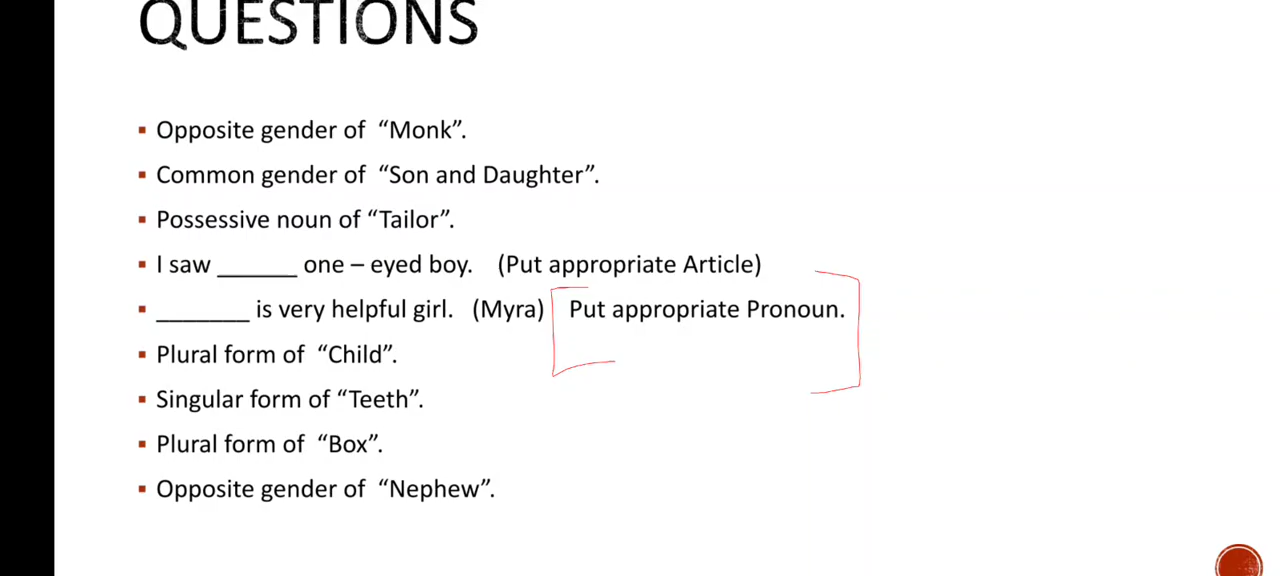 QUESTIONS
▪ Opposite gender of “Monk”.
▪ Common gender of “Son and Daughter”.
▪ Possessive noun of “Tailor”.
▪ I saw ______ one – eyed boy. (Put appropriate Article)
▪ _______ is very helpful girl. (Myra) Put appropriate Pronoun.
▪ Plural form of “Child”.
▪ Singular form of “Teeth”.
▪ Plural form of “Box”.
▪ Opposite gender of “Nephew”.